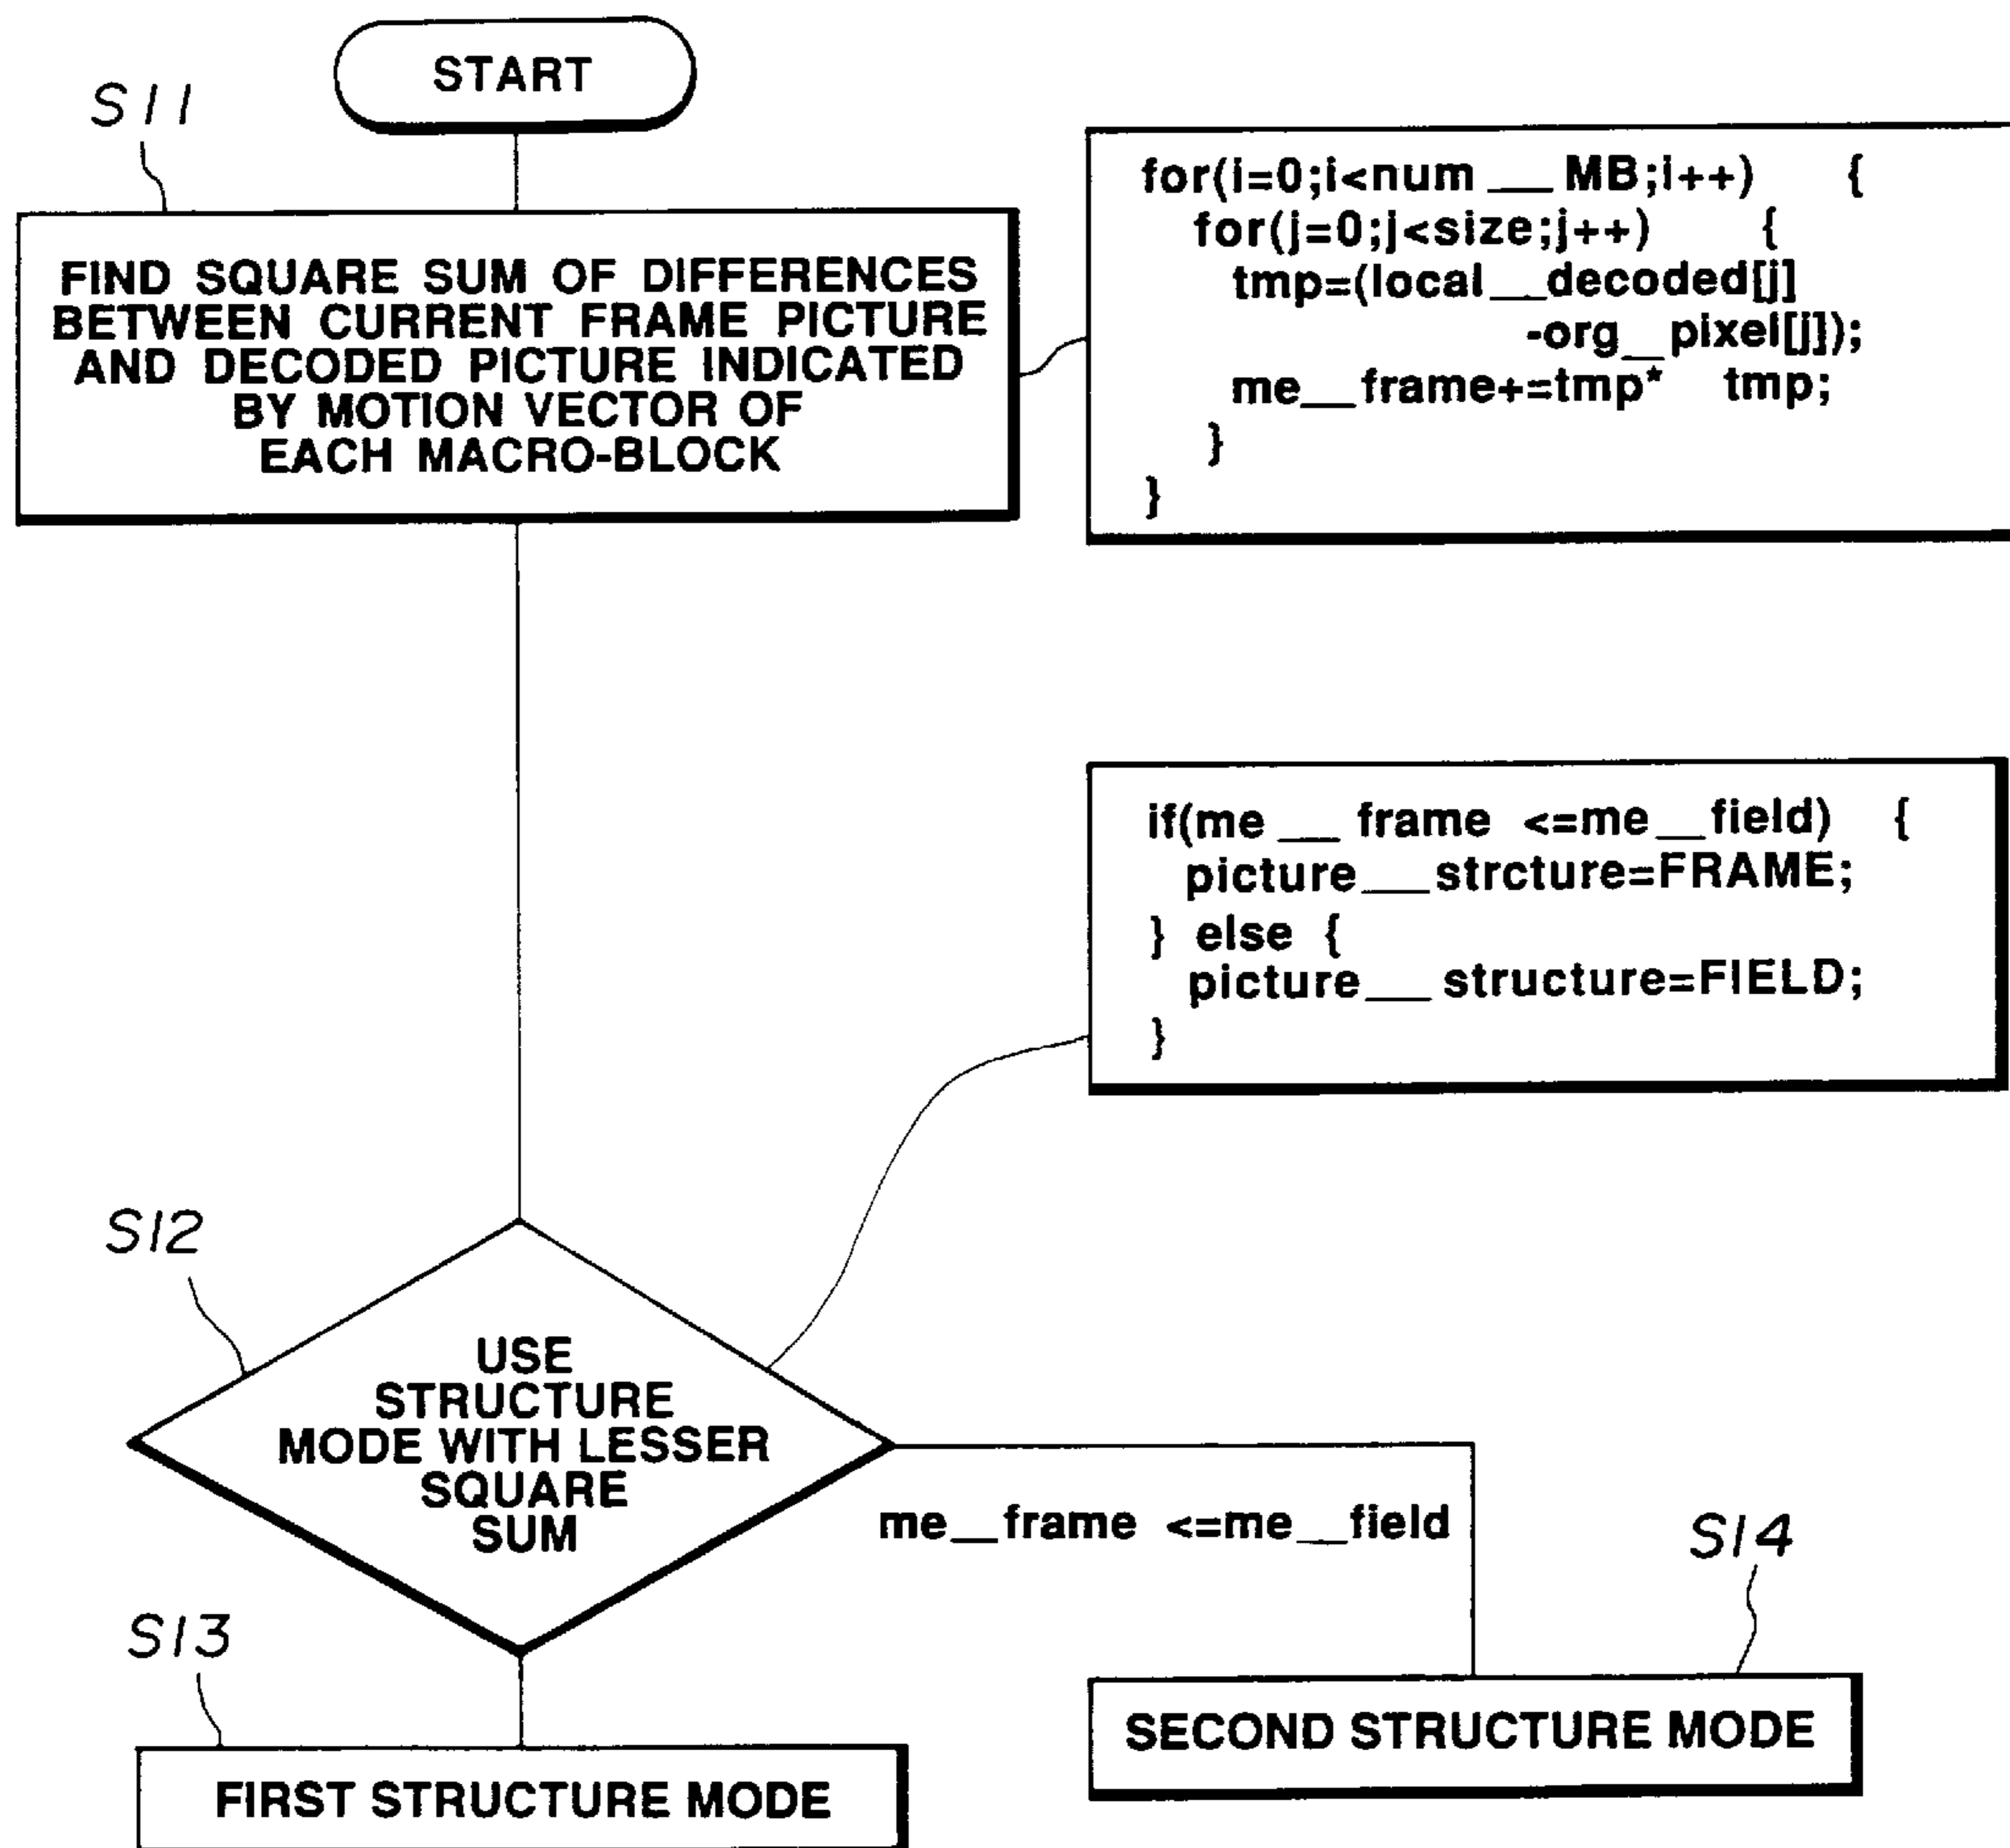 START
S11
FIND SQUARE SUM OF DIFFERENCES
BETWEEN CURRENT FRAME PICTURE
AND DECODED PICTURE INDICATED
BY MOTION VECTOR OF
EACH MACRO-BLOCK
for(i=0;i<num__MB;i++) {
for(j=0;j<size;j++) {
tmp=(local__decoded[j]
-org__pixel[j]);
me__frame+=tmp* tmp;
}
}
if(me__frame <=me__field) {
picture__strcture=FRAME;
} else {
picture__structure=FIELD;
}
S12
USE
STRUCTURE
MODE WITH LESSER
SQUARE
SUM
me__frame <=me__field
S14
SECOND STRUCTURE MODE
S13
FIRST STRUCTURE MODE